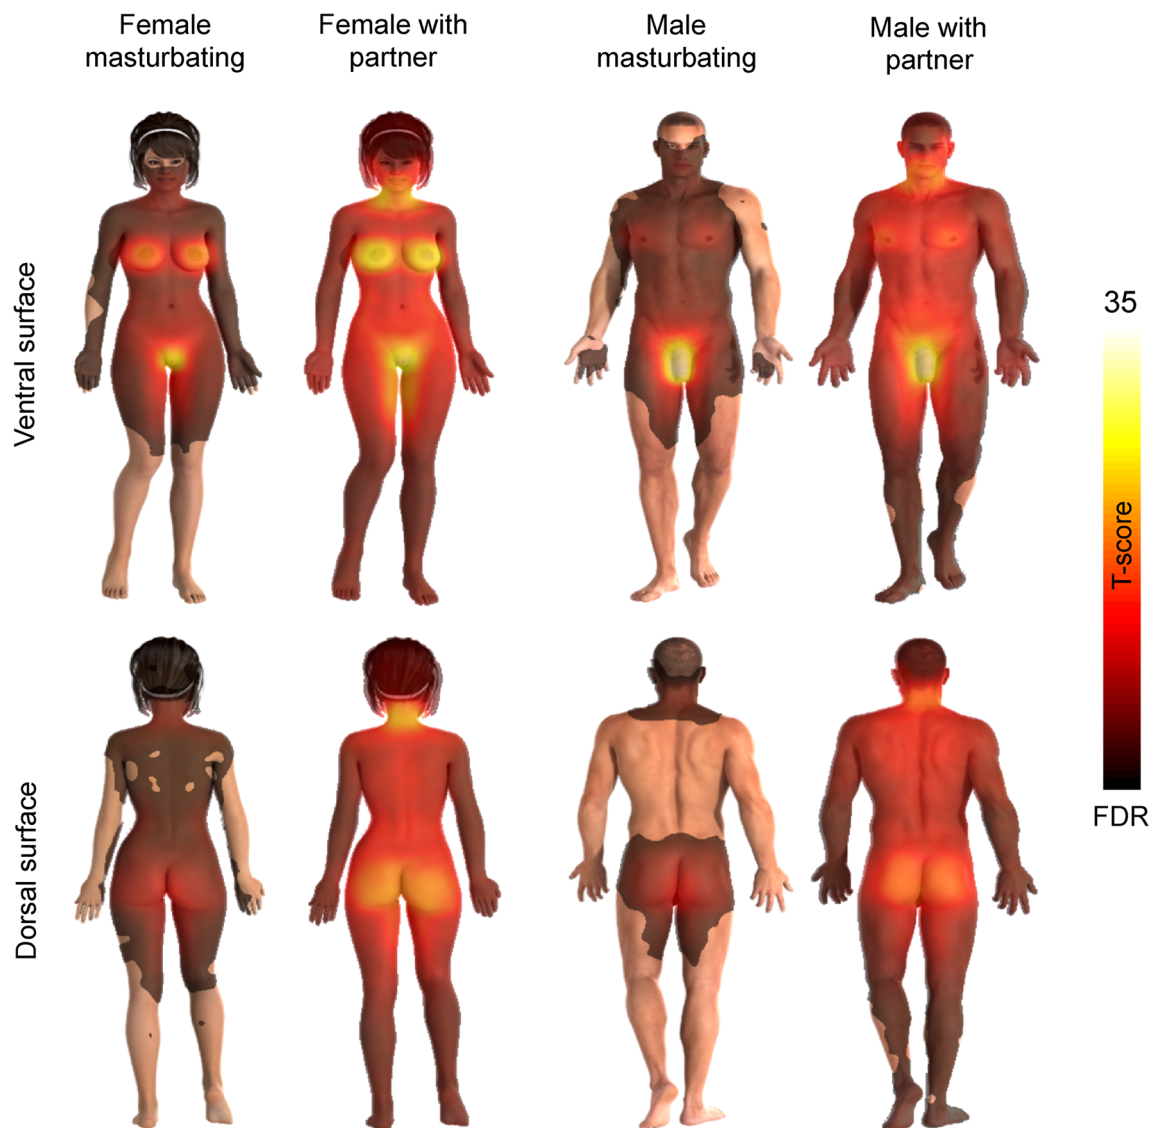 Female
masturbating
Female with
partner
Male
masturbating
Male with
partner
Ventral surface
35
T-score
FDR
Dorsal surface